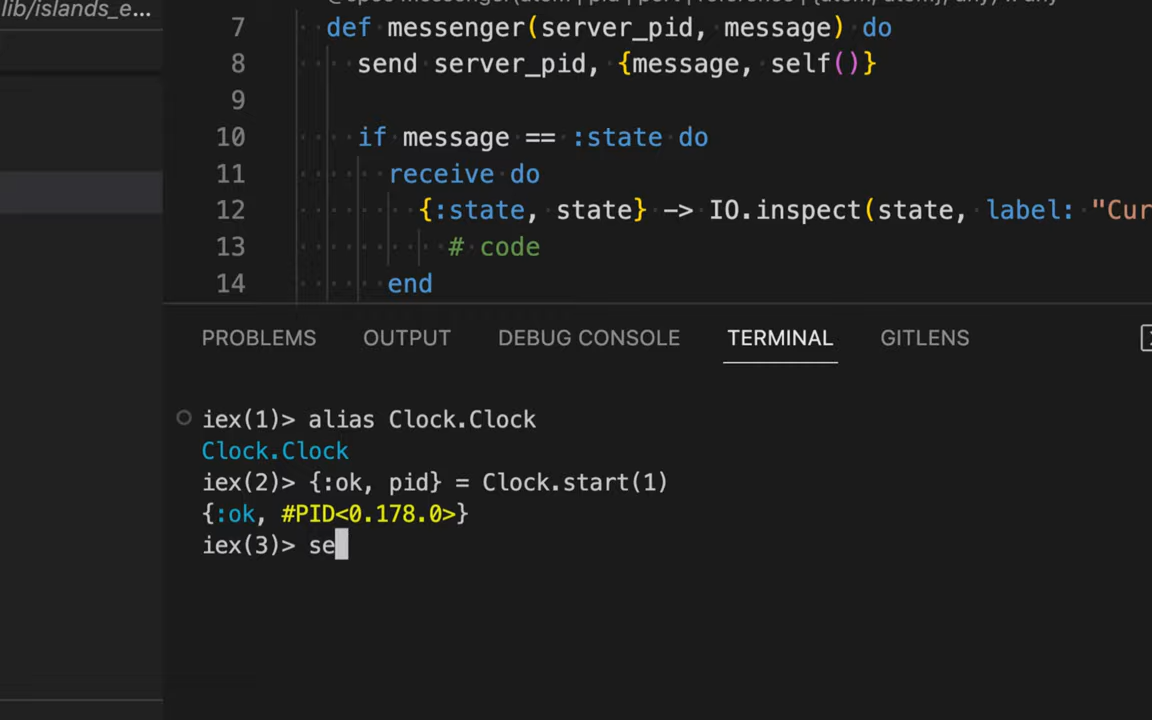 lib/islands_e...
7 def messenger(server_pid, message) do
8 send server_pid, {message, self()}
9
10 if message == :state do
11 receive do
12 {:state, state} -> IO.inspect(state, label: "Cur
13 # code
14 end
PROBLEMS OUTPUT DEBUG CONSOLE TERMINAL GITLENS
iex(1)> alias Clock.Clock
Clock.Clock
iex(2)> {:ok, pid} = Clock.start(1)
{:ok, #PID<0.178.0>}
iex(3)> se